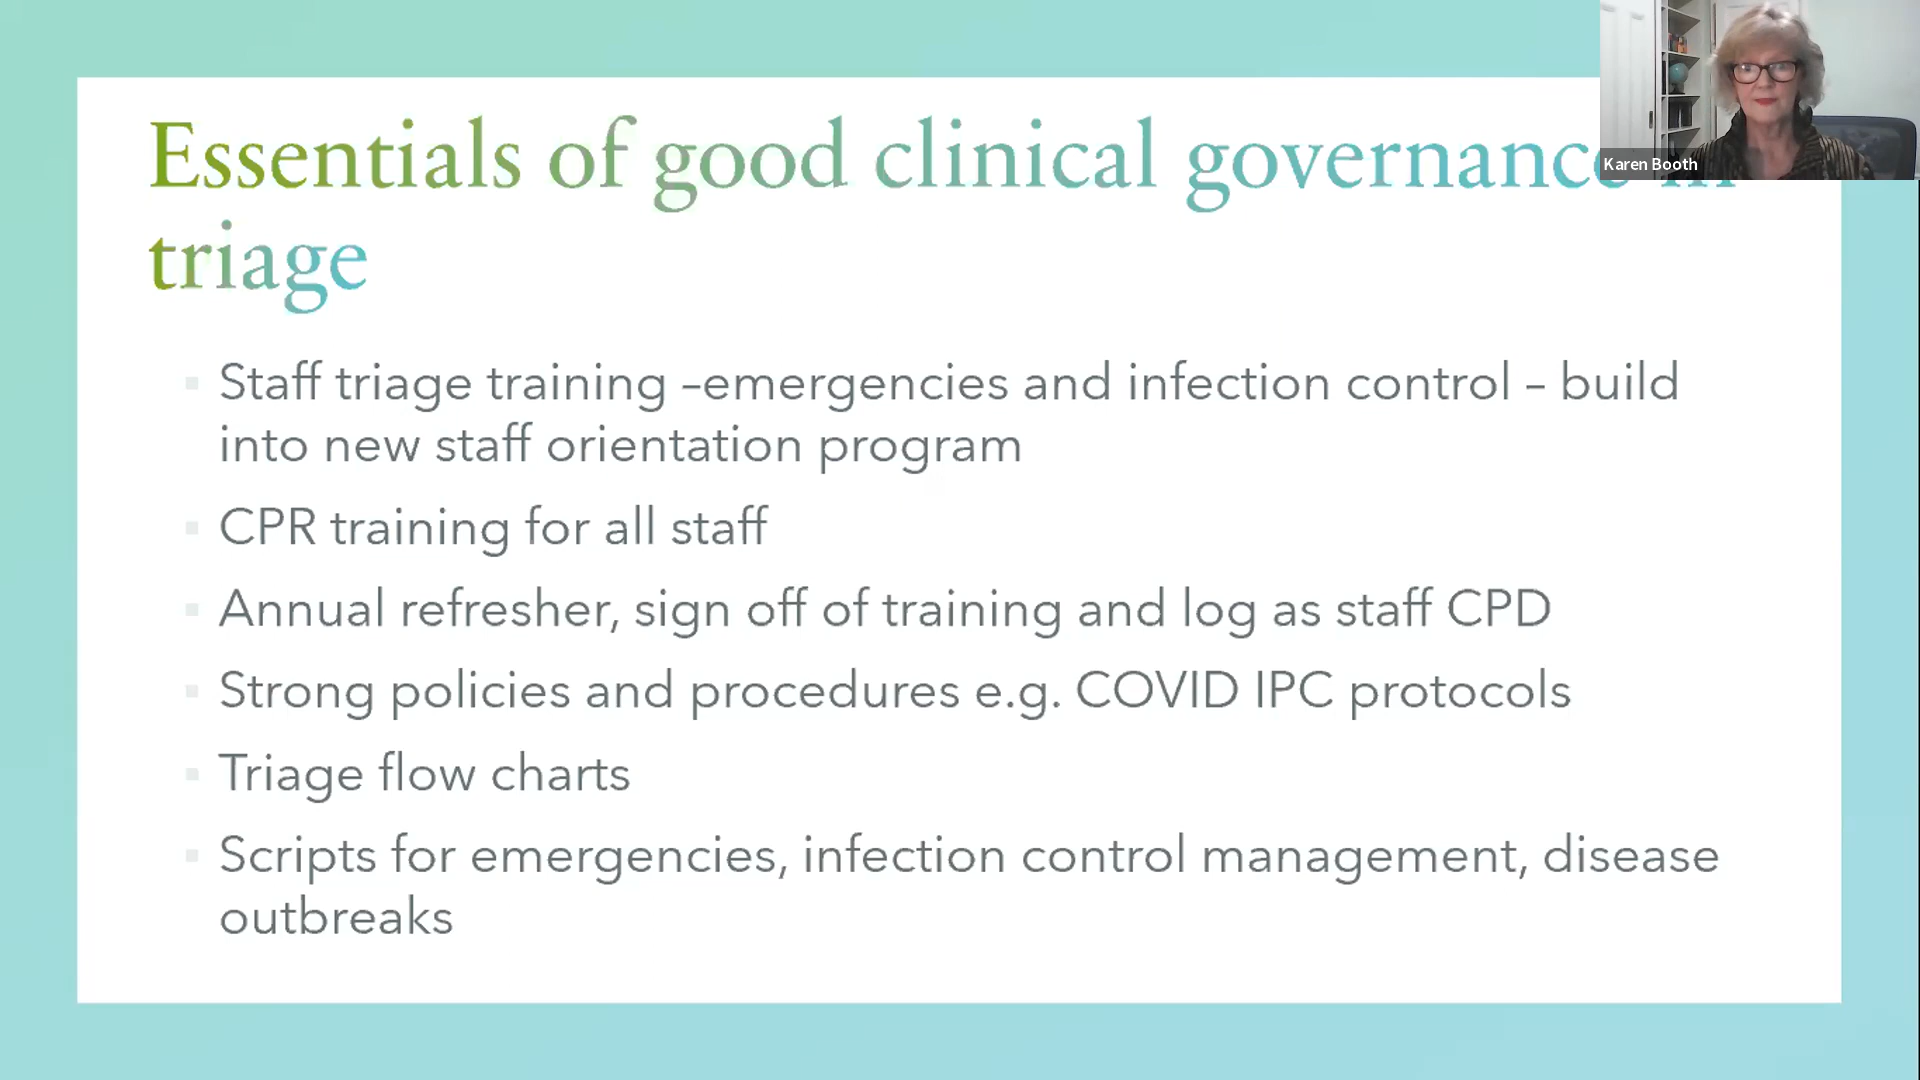 Essentials of good clinical governance in
triage
Karen Booth
Staff triage training –emergencies and infection control – build
into new staff orientation program
CPR training for all staff
Annual refresher, sign off of training and log as staff CPD
Strong policies and procedures e.g. COVID IPC protocols
Triage flow charts
Scripts for emergencies, infection control management, disease
outbreaks